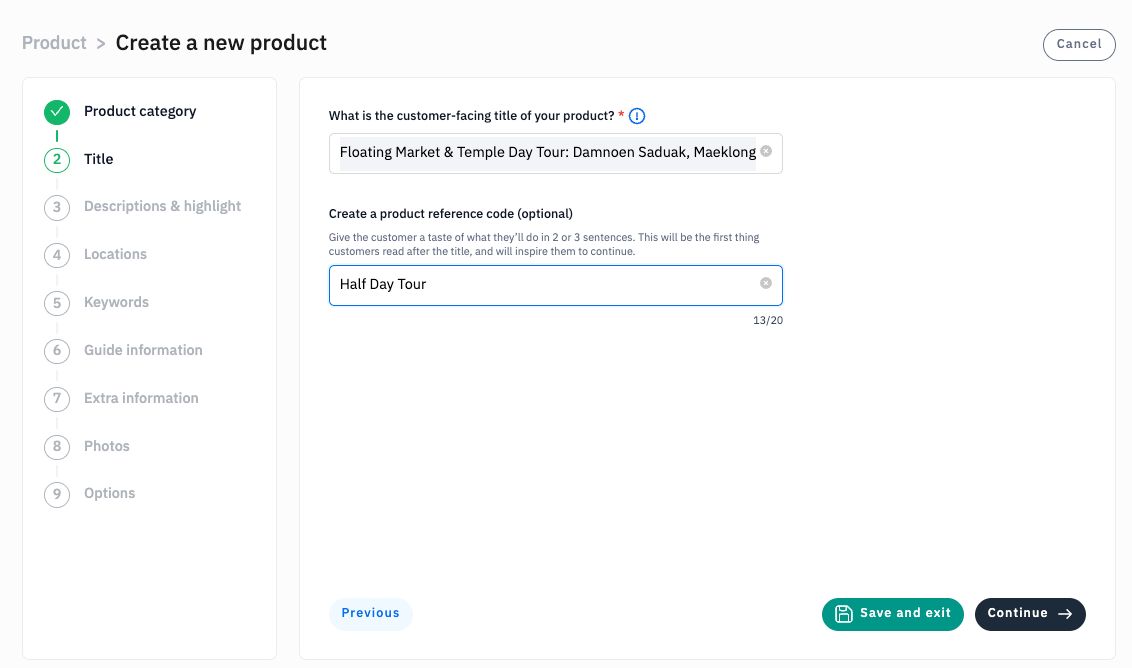 Product > Create a new product
Cancel
Product category
2 Title
3 Descriptions & highlight
4 Locations
5 Keywords
6 Guide information
7 Extra information
8 Photos
9 Options
What is the customer-facing title of your product? *
Floating Market & Temple Day Tour: Damnoen Saduak, Maeklong
Create a product reference code (optional)
Give the customer a taste of what they'll do in 2 or 3 sentences. This will be the first thing
customers read after the title, and will inspire them to continue.
Half Day Tour
13/20
Previous
Save and exit
Continue →